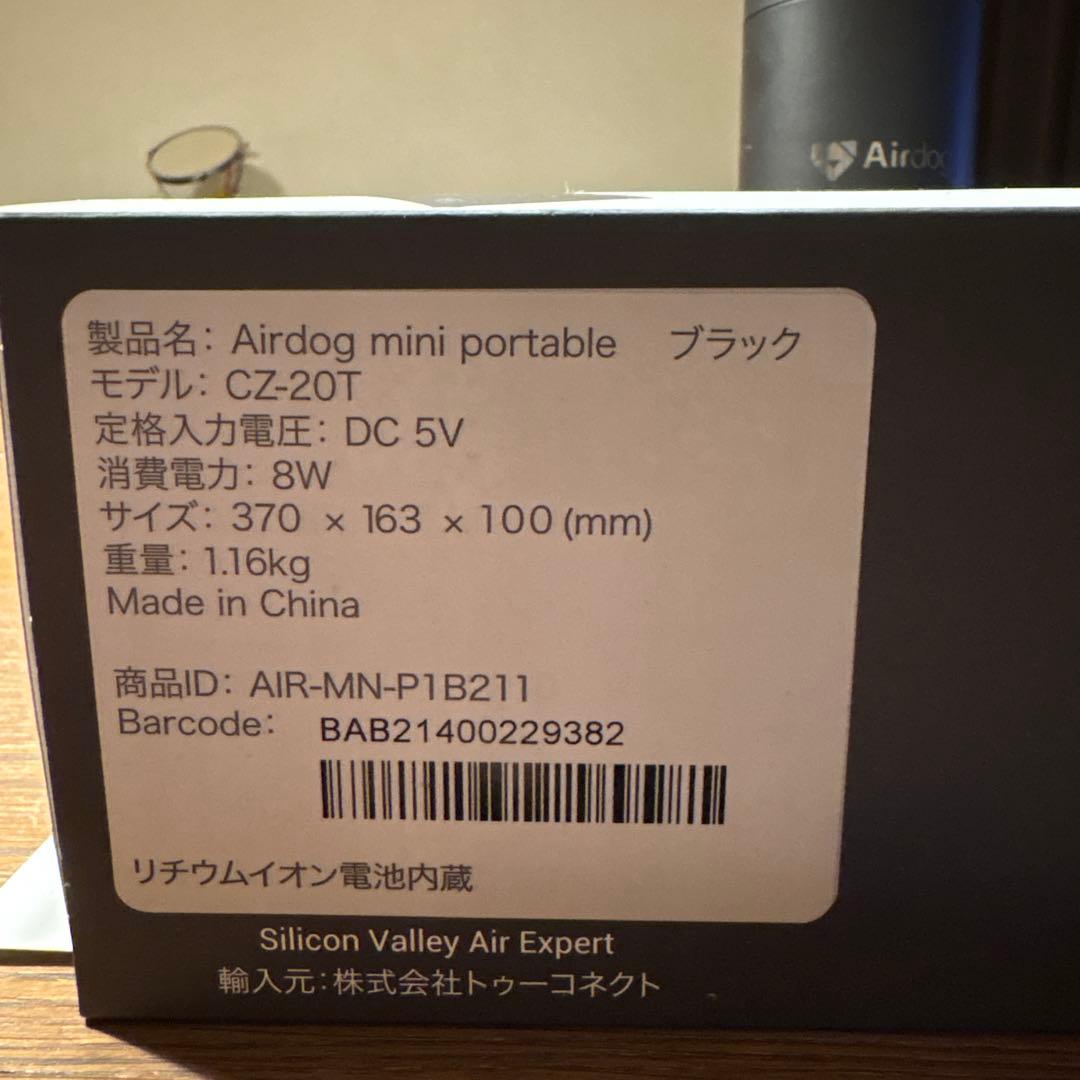 Airdog
製品名: Airdog mini portable ブラック
モデル: CZ-20T
定格入力電圧: DC 5V
消費電力: 8W
サイズ: 370 × 163 × 100 (mm)
重量: 1.16kg
Made in China
商品ID: AIR-MN-P1B211
Barcode: BAB21400229382
リチウムイオン電池内蔵
Silicon Valley Air Expert
輸入元:株式会社トゥーコネクト